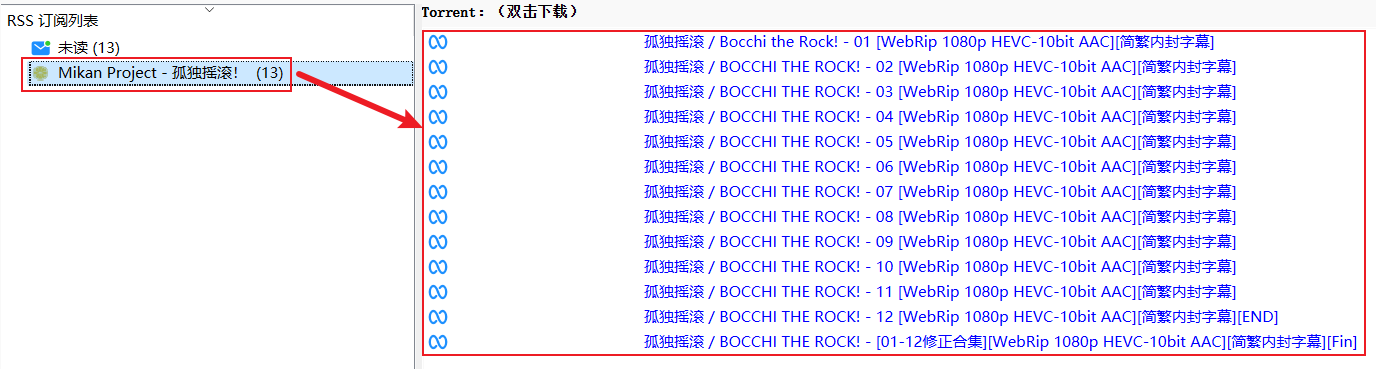 RSS 订阅列表
未读 (13)
Mikan Project - 孤独摇滚！ (13)
Torrent：（双击下载）
孤独摇滚 / Bocchi the Rock! - 01 [WebRip 1080p HEVC-10bit AAC][简繁内封字幕]
孤独摇滚 / BOCCHI THE ROCK! - 02 [WebRip 1080p HEVC-10bit AAC][简繁内封字幕]
孤独摇滚 / BOCCHI THE ROCK! - 03 [WebRip 1080p HEVC-10bit AAC][简繁内封字幕]
孤独摇滚 / BOCCHI THE ROCK! - 04 [WebRip 1080p HEVC-10bit AAC][简繁内封字幕]
孤独摇滚 / BOCCHI THE ROCK! - 05 [WebRip 1080p HEVC-10bit AAC][简繁内封字幕]
孤独摇滚 / BOCCHI THE ROCK! - 06 [WebRip 1080p HEVC-10bit AAC][简繁内封字幕]
孤独摇滚 / BOCCHI THE ROCK! - 07 [WebRip 1080p HEVC-10bit AAC][简繁内封字幕]
孤独摇滚 / BOCCHI THE ROCK! - 08 [WebRip 1080p HEVC-10bit AAC][简繁内封字幕]
孤独摇滚 / BOCCHI THE ROCK! - 09 [WebRip 1080p HEVC-10bit AAC][简繁内封字幕]
孤独摇滚 / BOCCHI THE ROCK! - 10 [WebRip 1080p HEVC-10bit AAC][简繁内封字幕]
孤独摇滚 / BOCCHI THE ROCK! - 11 [WebRip 1080p HEVC-10bit AAC][简繁内封字幕]
孤独摇滚 / BOCCHI THE ROCK! - 12 [WebRip 1080p HEVC-10bit AAC][简繁内封字幕][END]
孤独摇滚 / BOCCHI THE ROCK! - [01-12修正合集][WebRip 1080p HEVC-10bit AAC][简繁内封字幕][Fin]